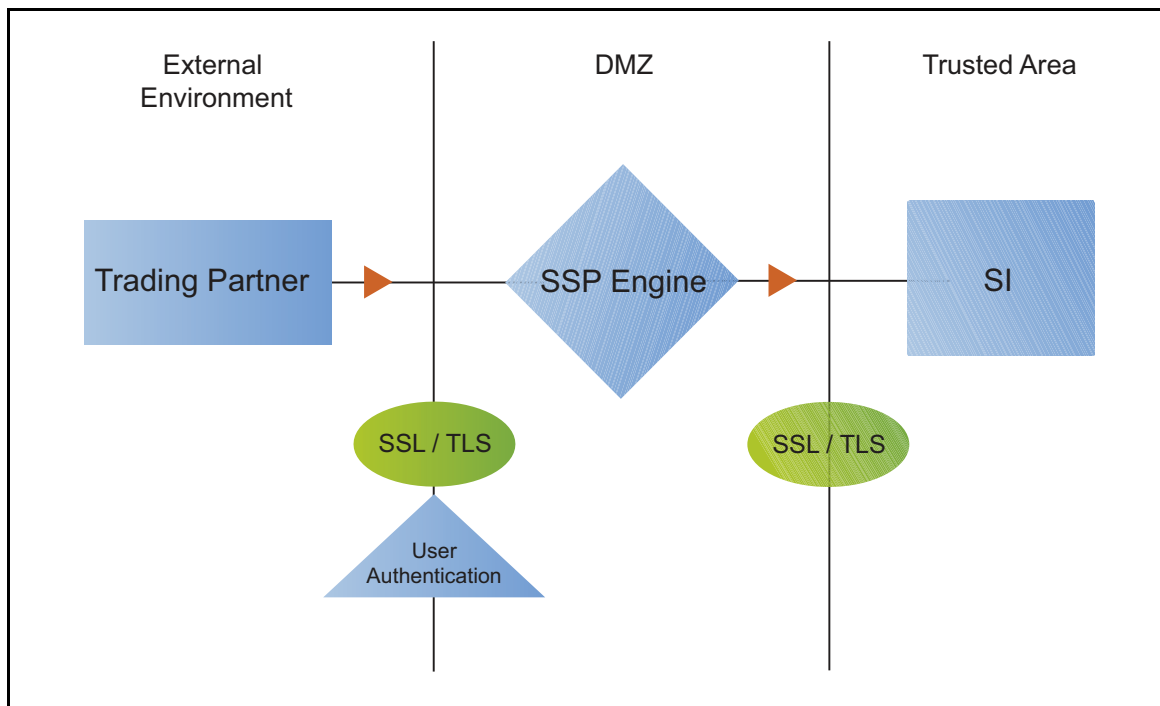 External
Environment
DMZ
Trusted Area
Trading Partner
SSP Engine
SI
SSL / TLS
SSL / TLS
User
Authentication